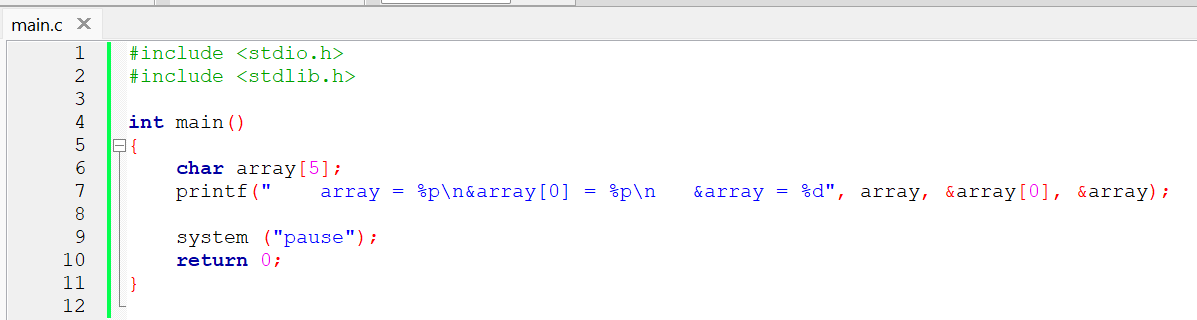 main.c ×
1 #include <stdio.h>
2 #include <stdlib.h>
3
4 int main()
5 {
6     char array[5];
7     printf("    array = %p\n&array[0] = %p\n   &array = %d", array, &array[0], &array);
8
9     system ("pause");
10     return 0;
11 }
12